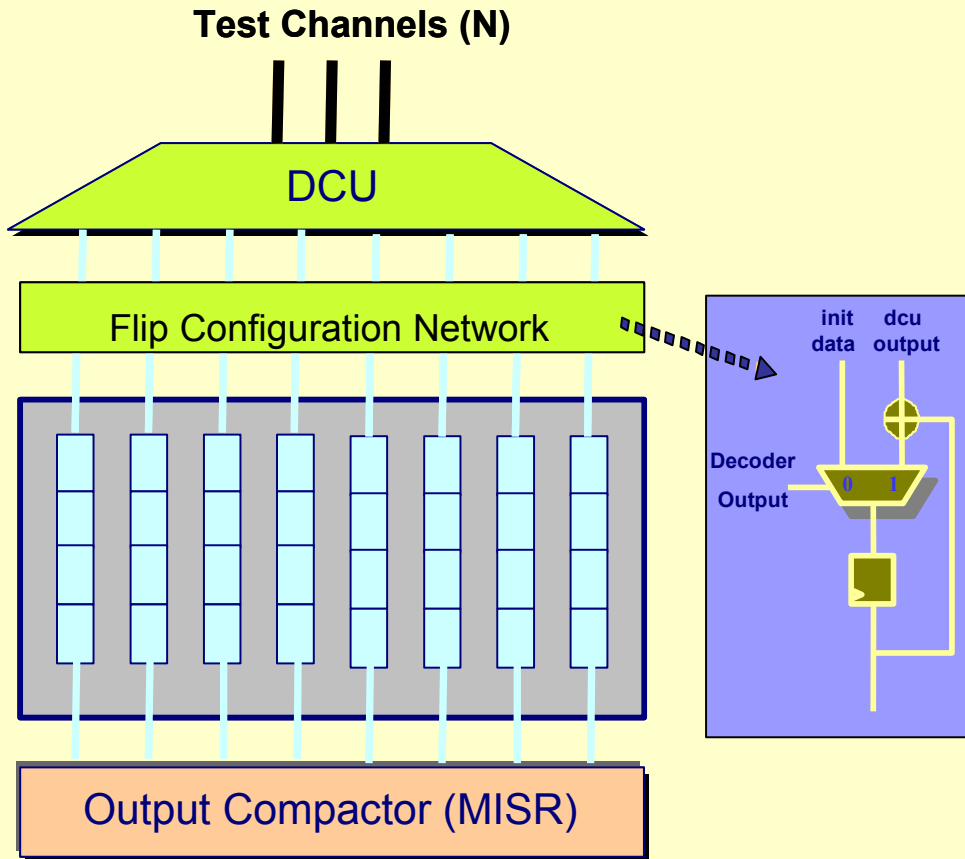 Test Channels (N)
DCU
Flip Configuration Network
init dcu
data output
Decoder
0 1
Output
Output Compactor (MISR)